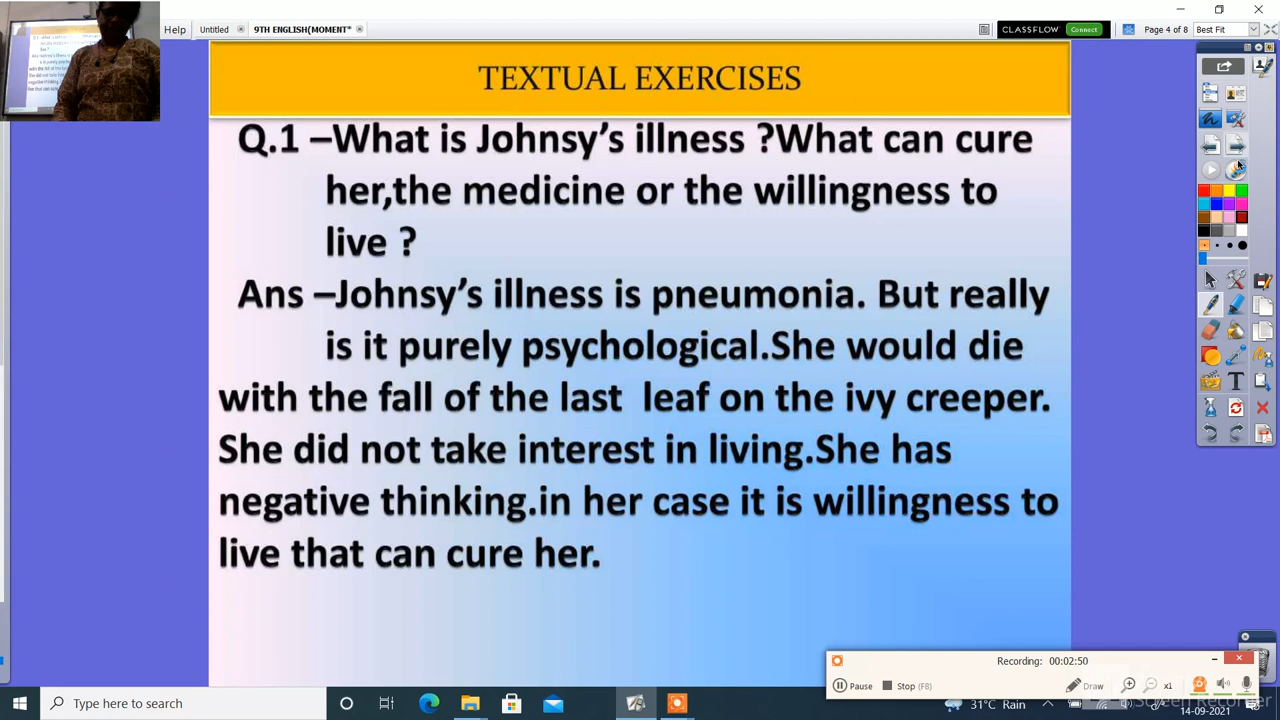 Help
Untitled
9TH ENGLISH(MOMENT*
CLASSFLOW
Connect
Page 4 of 8
Best Fit
TEXTUAL EXERCISES
Q.1 –What is Johnsy’s illness ?What can cure
her,the medicine or the willingness to
live ?
Ans –Johnsy’s illness is pneumonia. But really
is it purely psychological.She would die
with the fall of the last leaf on the ivy creeper.
She did not take interest in living.She has
negative thinking.in her case it is willingness to
live that can cure her.
Recording: 00:02:50
Pause
Stop (F8)
Draw
x1
Type here to search
31°C Rain
14-09-2021
Screen Recorder